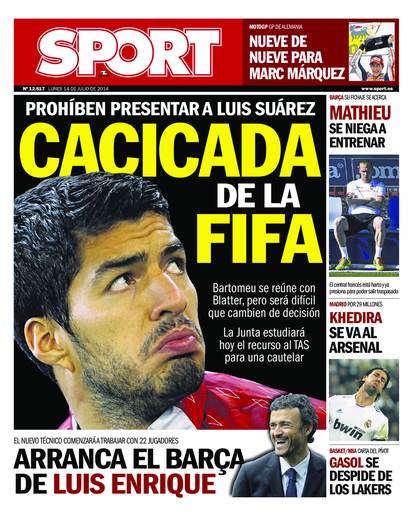 SPORT
MOTOGP GP DE ALEMANIA
NUEVE DE
NUEVE PARA
MARC MÁRQUEZ
Nº 12.517 LUNES 14 DE JULIO DE 2014
www.sport.es
PROHÍBEN PRESENTAR A LUIS SUÁREZ
CACICADA
DE LA
FIFA
Bartomeu se reúne con
Blatter, pero será difícil
que cambien de decisión
La Junta estudiará
hoy el recurso al TAS
para una cautelar
BARÇA SU FICHAJE SE ACERCA
MATHIEU
SE NIEGA A
ENTRENAR
El central francés está harto y ya
presiona para poder salir traspasado
MADRID POR 29 MILLONES
KHEDIRA
SE VA AL
ARSENAL
BASKET/NBA CARTA DEL PÍVOT
GASOL SE
DESPIDE DE
LOS LAKERS
EL NUEVO TÉCNICO COMENZARÁ A TRABAJAR CON 22 JUGADORES
ARRANCA EL BARÇA
DE LUIS ENRIQUE